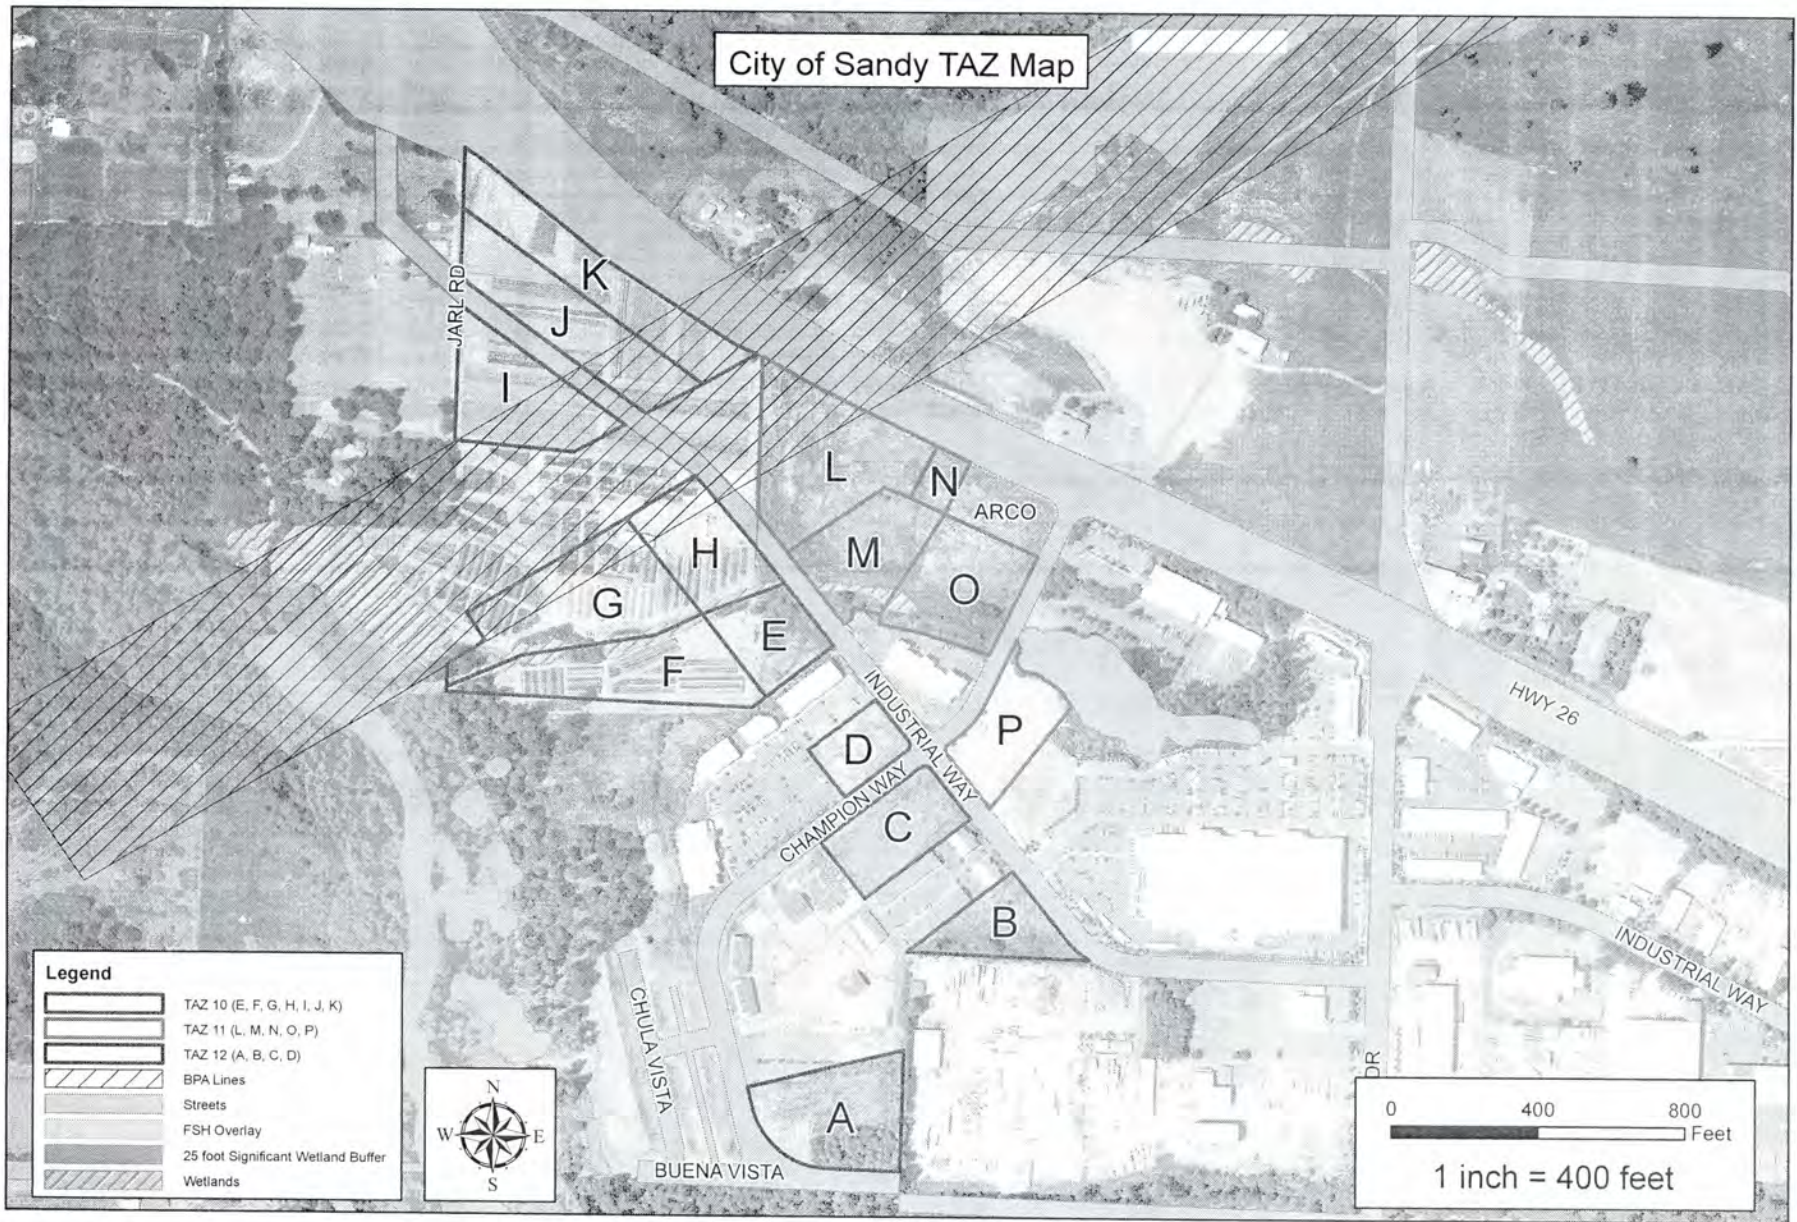 City of Sandy TAZ Map
K
JARL RD
J
I
L
N
ARCO
H
M
G
O
E
F
INDUSTRIAL WAY
HWY 26
P
D
CHAMPION WAY
C
B
INDUSTRIAL WAY
CHULA VISTA
DR
A
BUENA VISTA
Legend
TAZ 10 (E, F, G, H, I, J, K)
TAZ 11 (L, M, N, O, P)
TAZ 12 (A, B, C, D)
BPA Lines
Streets
FSH Overlay
25 foot Significant Wetland Buffer
Wetlands
N
W E
S
0 400 800
Feet
1 inch = 400 feet